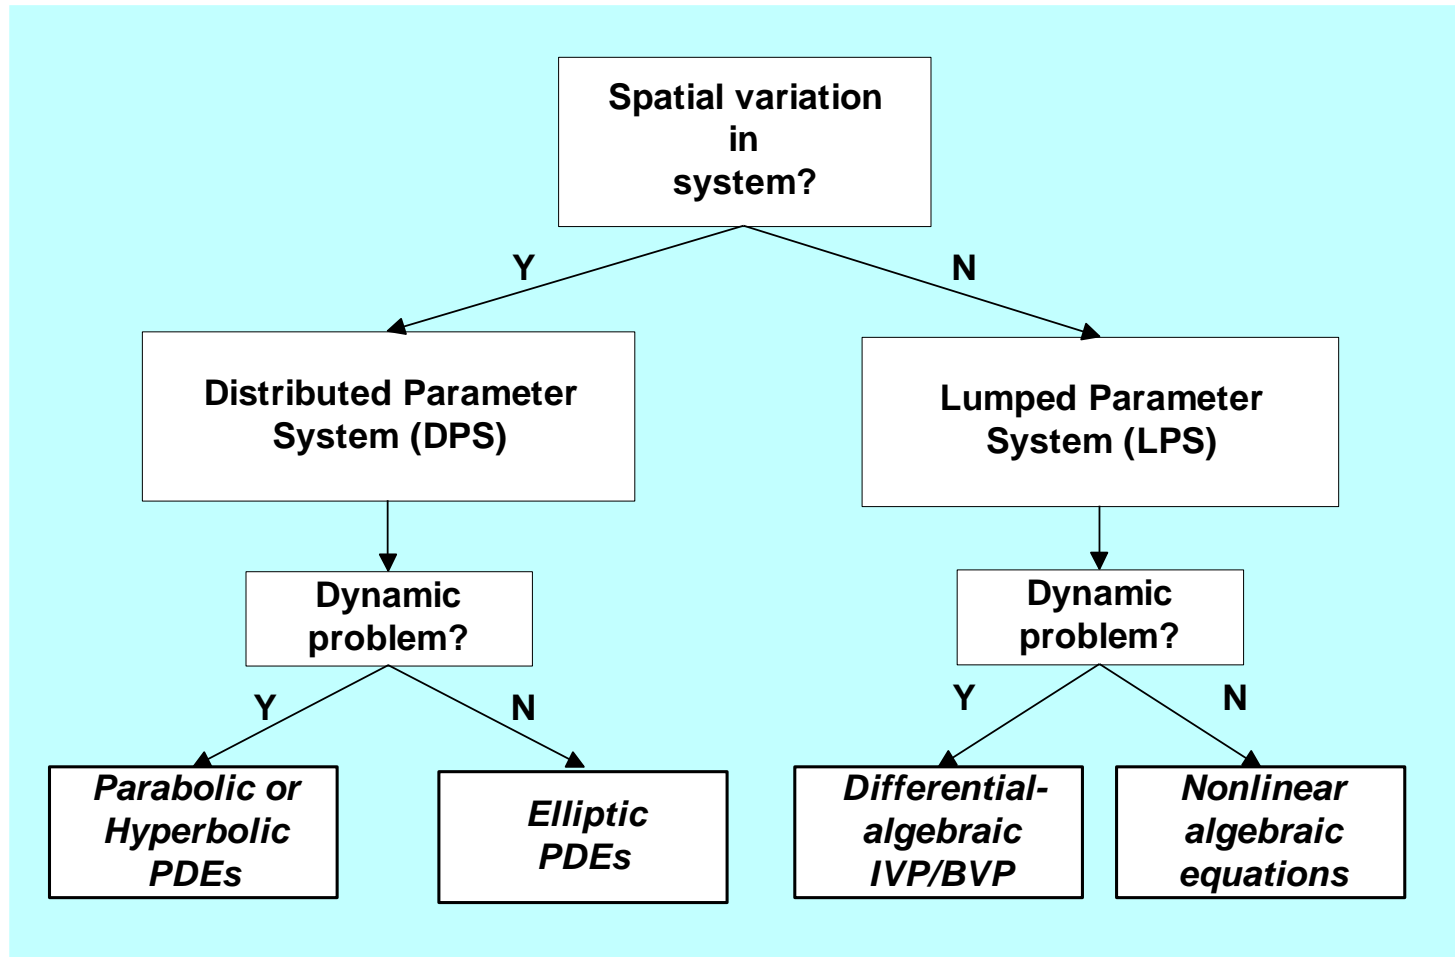 Spatial variation
in
system?
Y
N
Distributed Parameter
System (DPS)
Lumped Parameter
System (LPS)
Dynamic
problem?
Dynamic
problem?
Y
N
Y
N
Parabolic or
Hyperbolic
PDEs
Elliptic
PDEs
Differential-
algebraic
IVP/BVP
Nonlinear
algebraic
equations